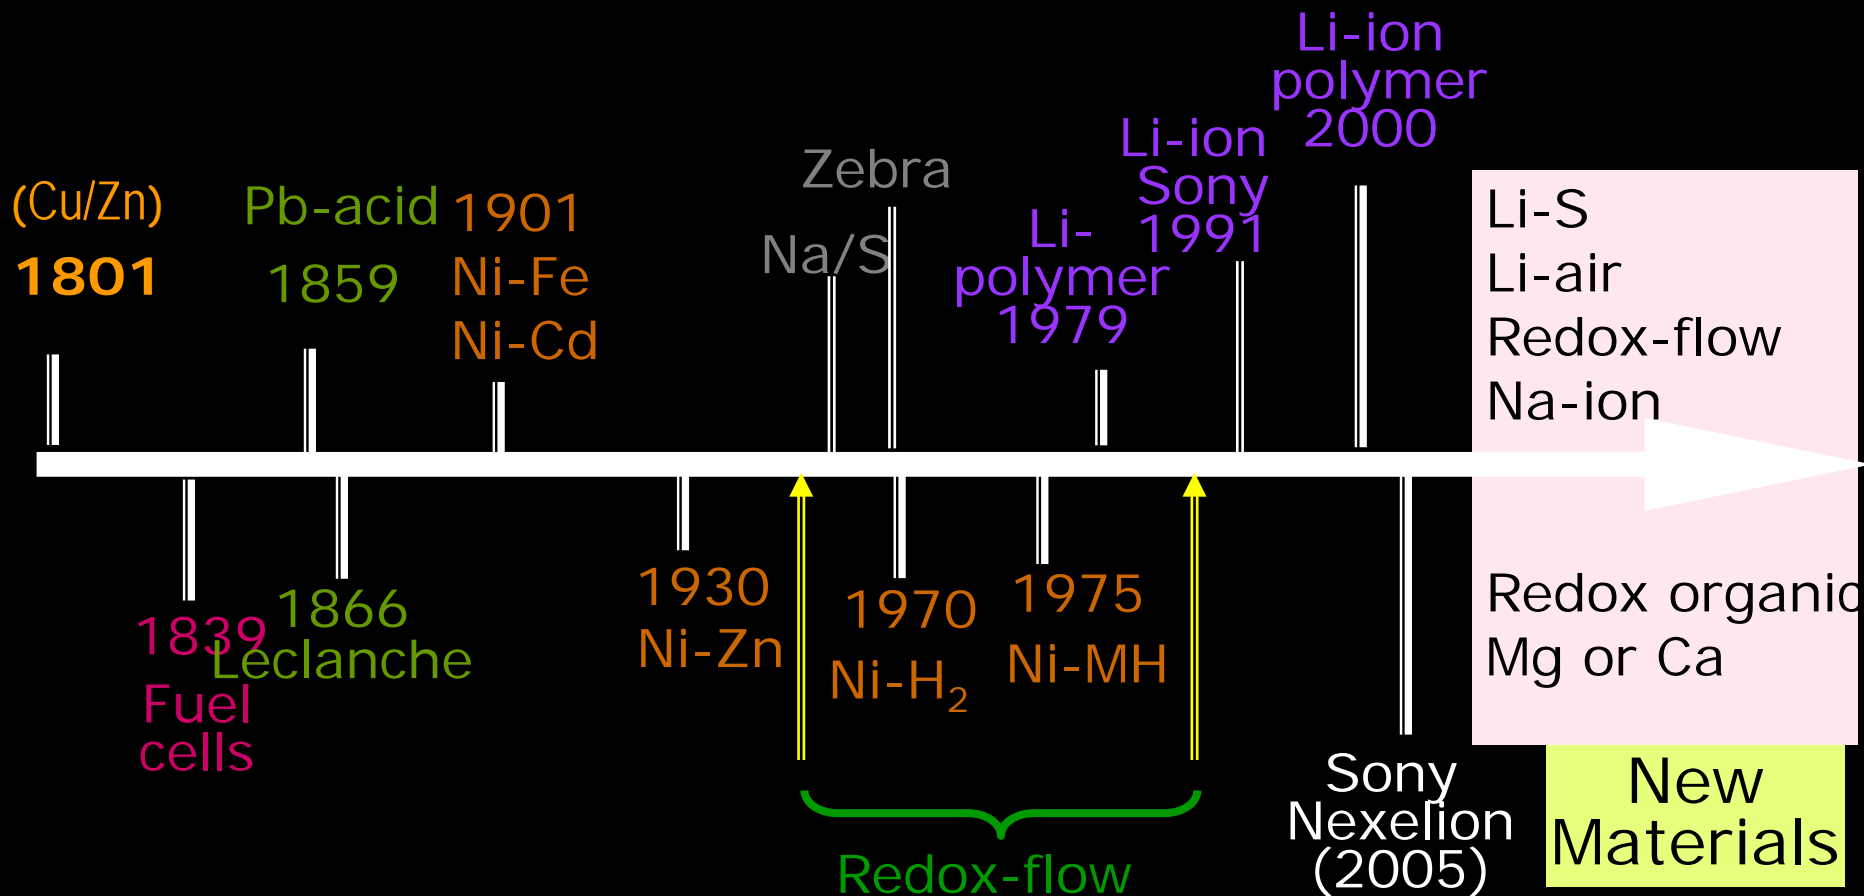 (Cu/Zn)
1801
Pb-acid
1859
1901
Ni-Fe
Ni-Cd
Zebra
Na/S
Li-
polymer
1979
Li-ion
Sony
1991
Li-ion
polymer
2000
Li-S
Li-air
Redox-flow
Na-ion
1839
Fuel
cells
1866
Leclanche
1930
Ni-Zn
1970
Ni-H₂
1975
Ni-MH
Redox-flow
Sony
Nexelion
(2005)
Redox organic
Mg or Ca
New
Materials